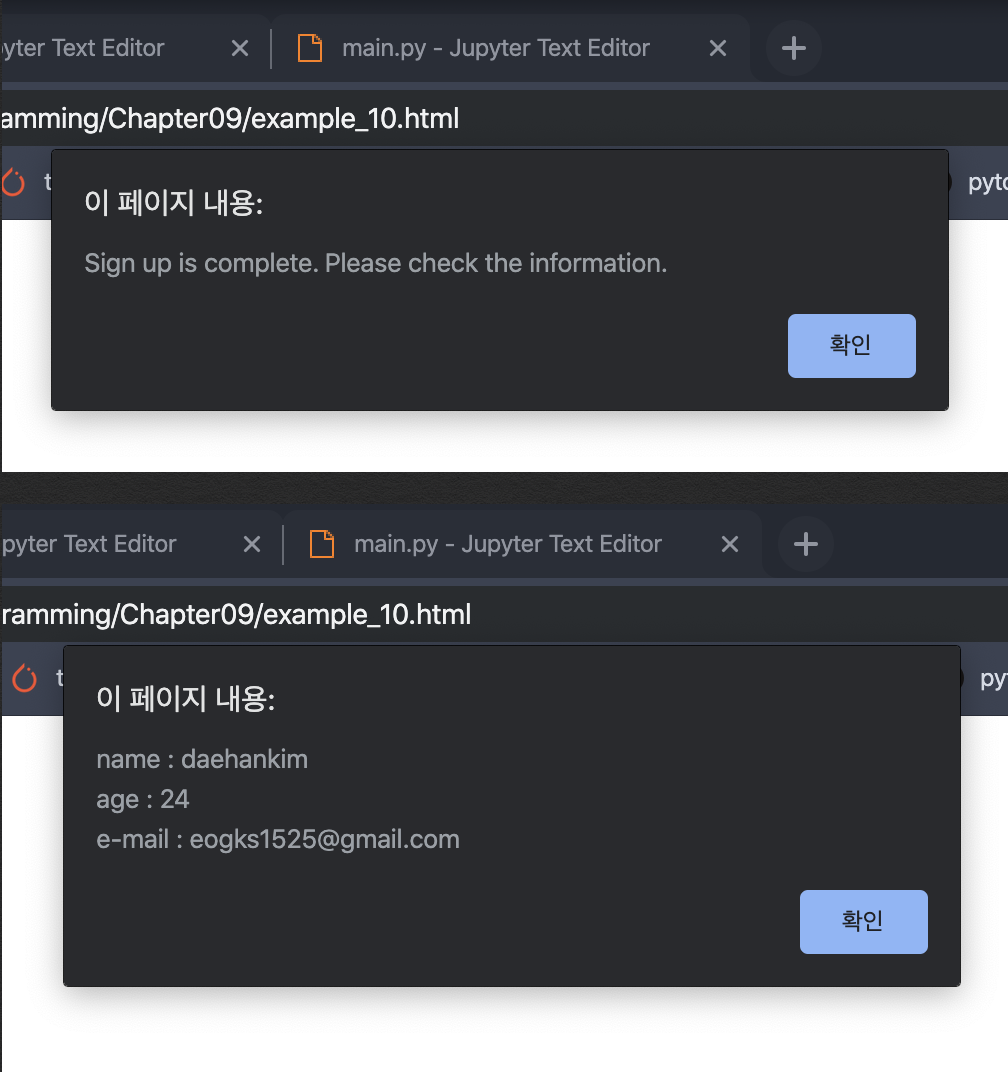 yter Text Editor
main.py - Jupyter Text Editor
amming/Chapter09/example_10.html
t
pyto
이 페이지 내용:
Sign up is complete. Please check the information.
확인
pyter Text Editor
main.py - Jupyter Text Editor
ramming/Chapter09/example_10.html
t
py
이 페이지 내용:
name : daehankim
age : 24
e-mail : eogks1525@gmail.com
확인